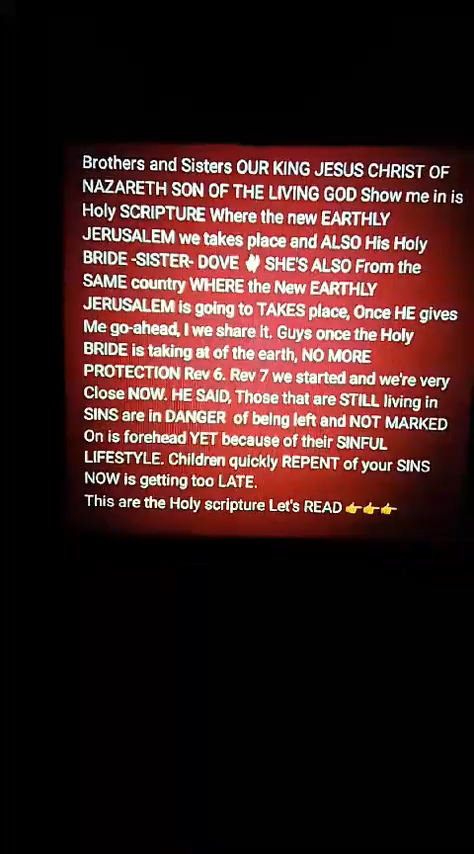 Brothers and Sisters OUR KING JESUS CHRIST OF
NAZARETH SON OF THE LIVING GOD Show me in is
Holy SCRIPTURE Where the new EARTHLY
JERUSALEM we takes place and ALSO His Holy
BRIDE -SISTER- DOVE 🕊 SHE'S ALSO From the
SAME country WHERE the New EARTHLY
JERUSALEM is going to TAKES place, Once HE gives
Me go-ahead, I we share it. Guys once the Holy
BRIDE is taking at of the earth, NO MORE
PROTECTION Rev 6. Rev 7 we started and we're very
Close NOW. HE SAID, Those that are STILL living in
SINS are in DANGER of being left and NOT MARKED
On is forehead YET because of their SINFUL
LIFESTYLE. Children quickly REPENT of your SINS
NOW is getting too LATE.
This are the Holy scripture Let's READ 👉👉👉